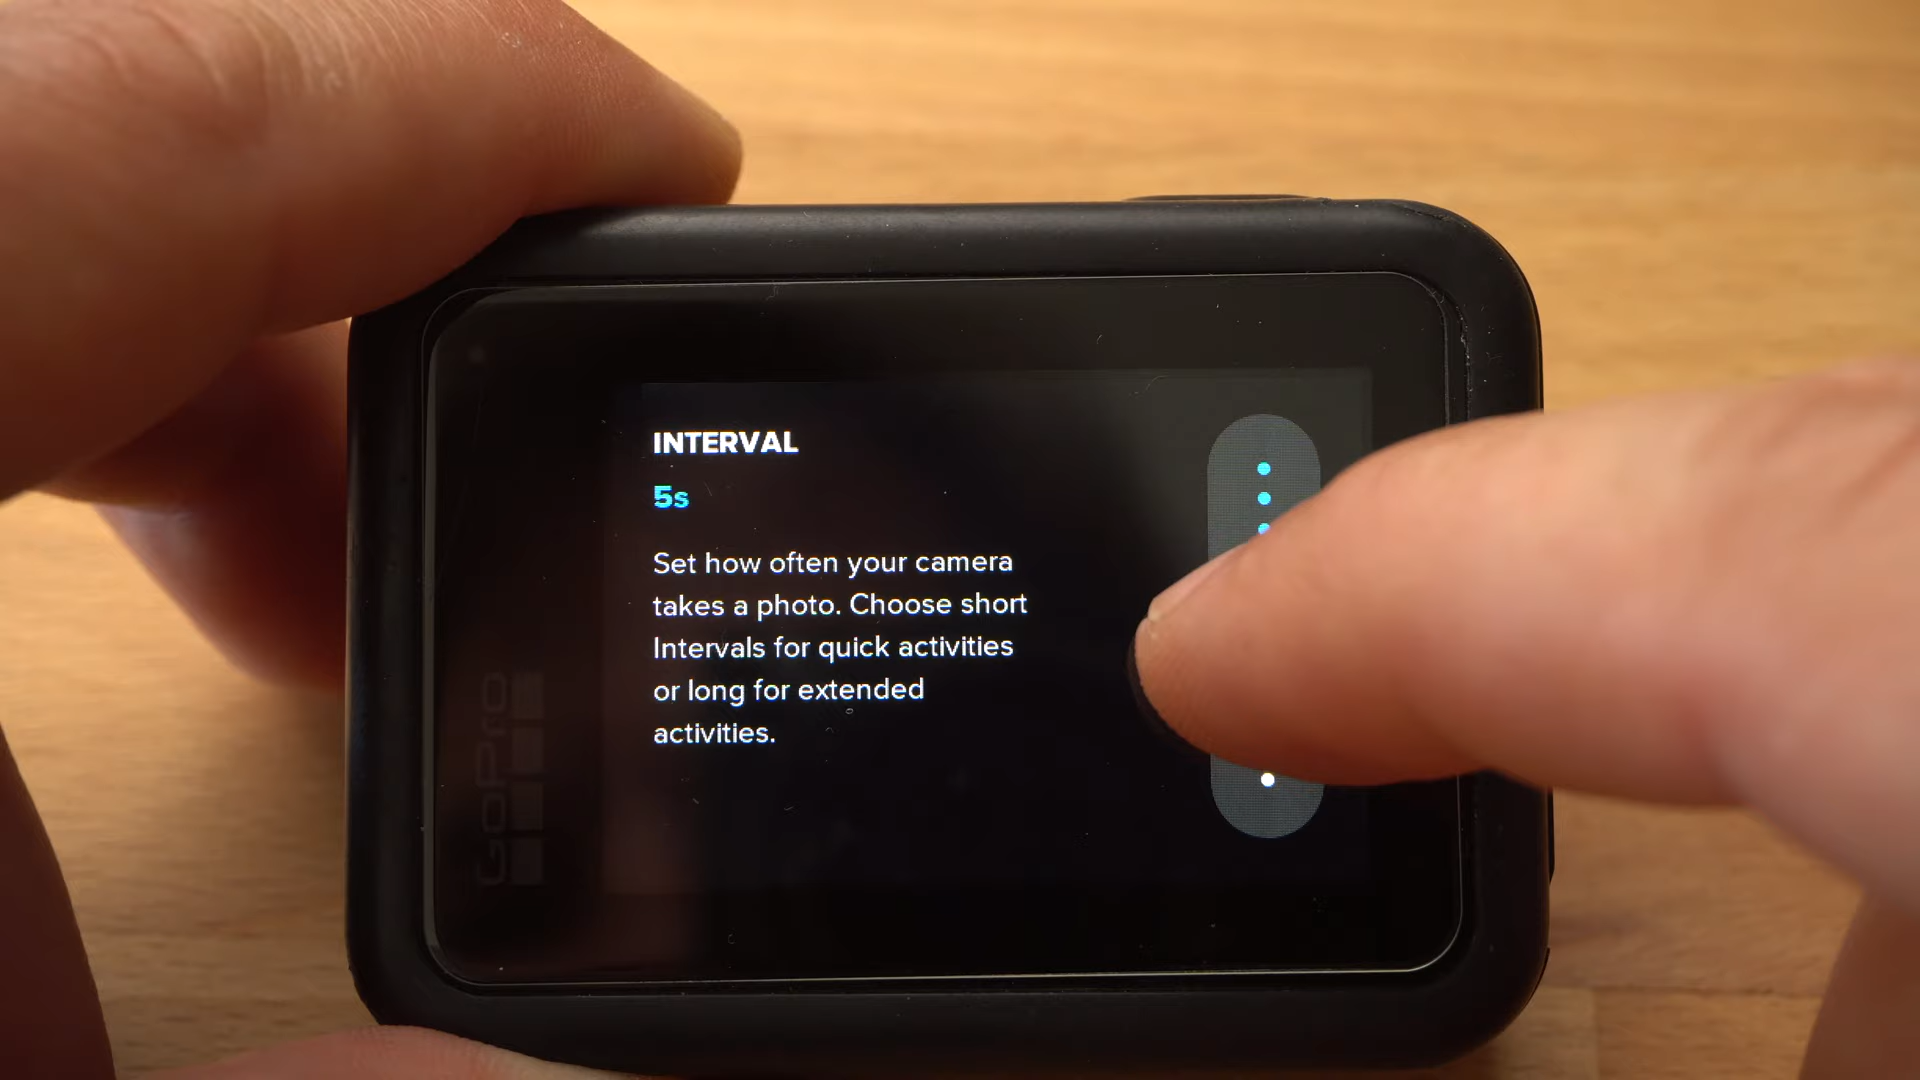 INTERVAL
5s
Set how often your camera
takes a photo. Choose short
Intervals for quick activities
or long for extended
activities.
GoPro